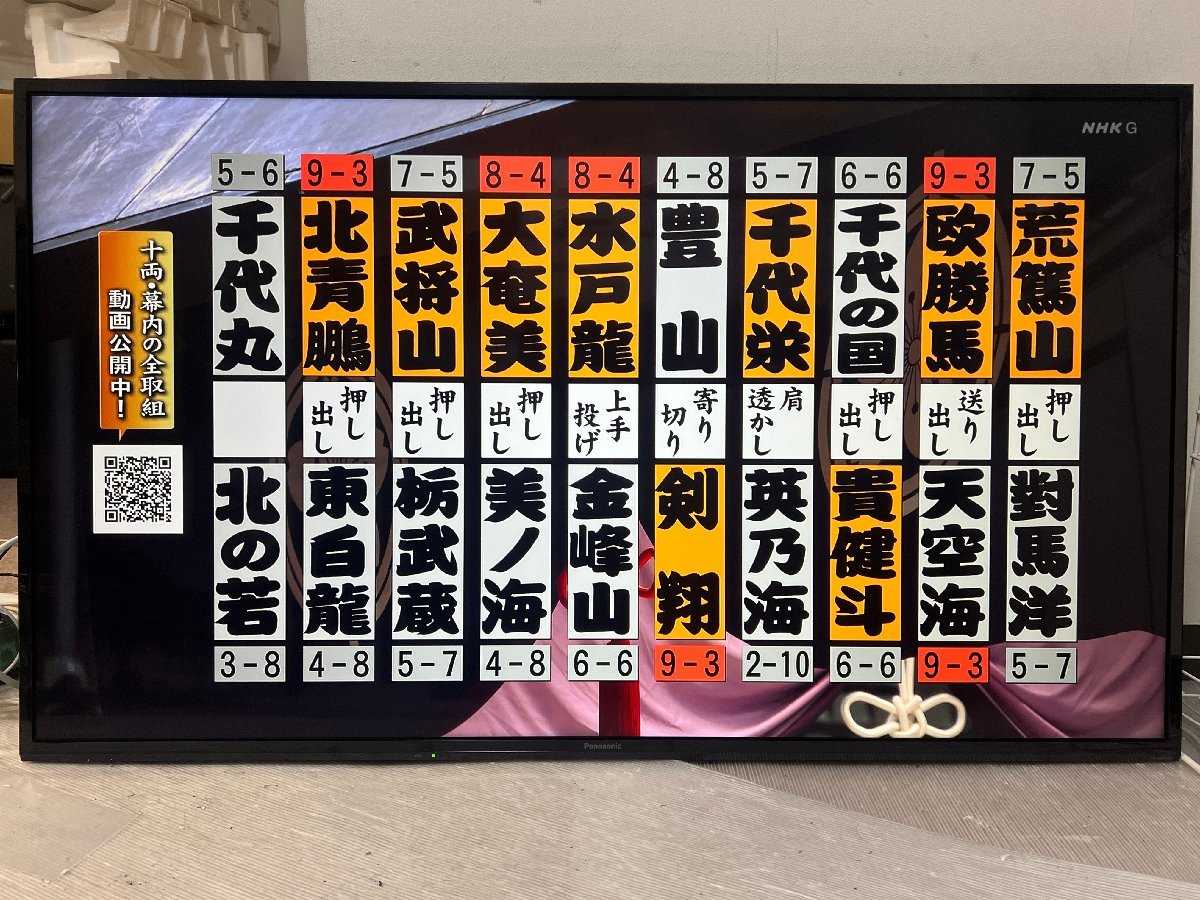 NHK G
7-5
荒篤山
押し
出し
對馬洋
5-7
9-3
欧勝馬
送り
出し
天空海
9-3
6-6
千代の国
押し
出し
貴健斗
6-6
5-7
千代栄
肩
透かし
英乃海
2-10
4-8
豊山
寄り
切り
剣翔
9-3
8-4
水戸龍
上手
投げ
金峰山
6-6
8-4
大奄美
押し
出し
美ノ海
4-8
7-5
武将山
押し
出し
栃武蔵
5-7
9-3
北青鵬
押し
出し
東白龍
4-8
5-6
千代丸
北の若
3-8
十両・幕内の全取組
動画公開中!
Panasonic